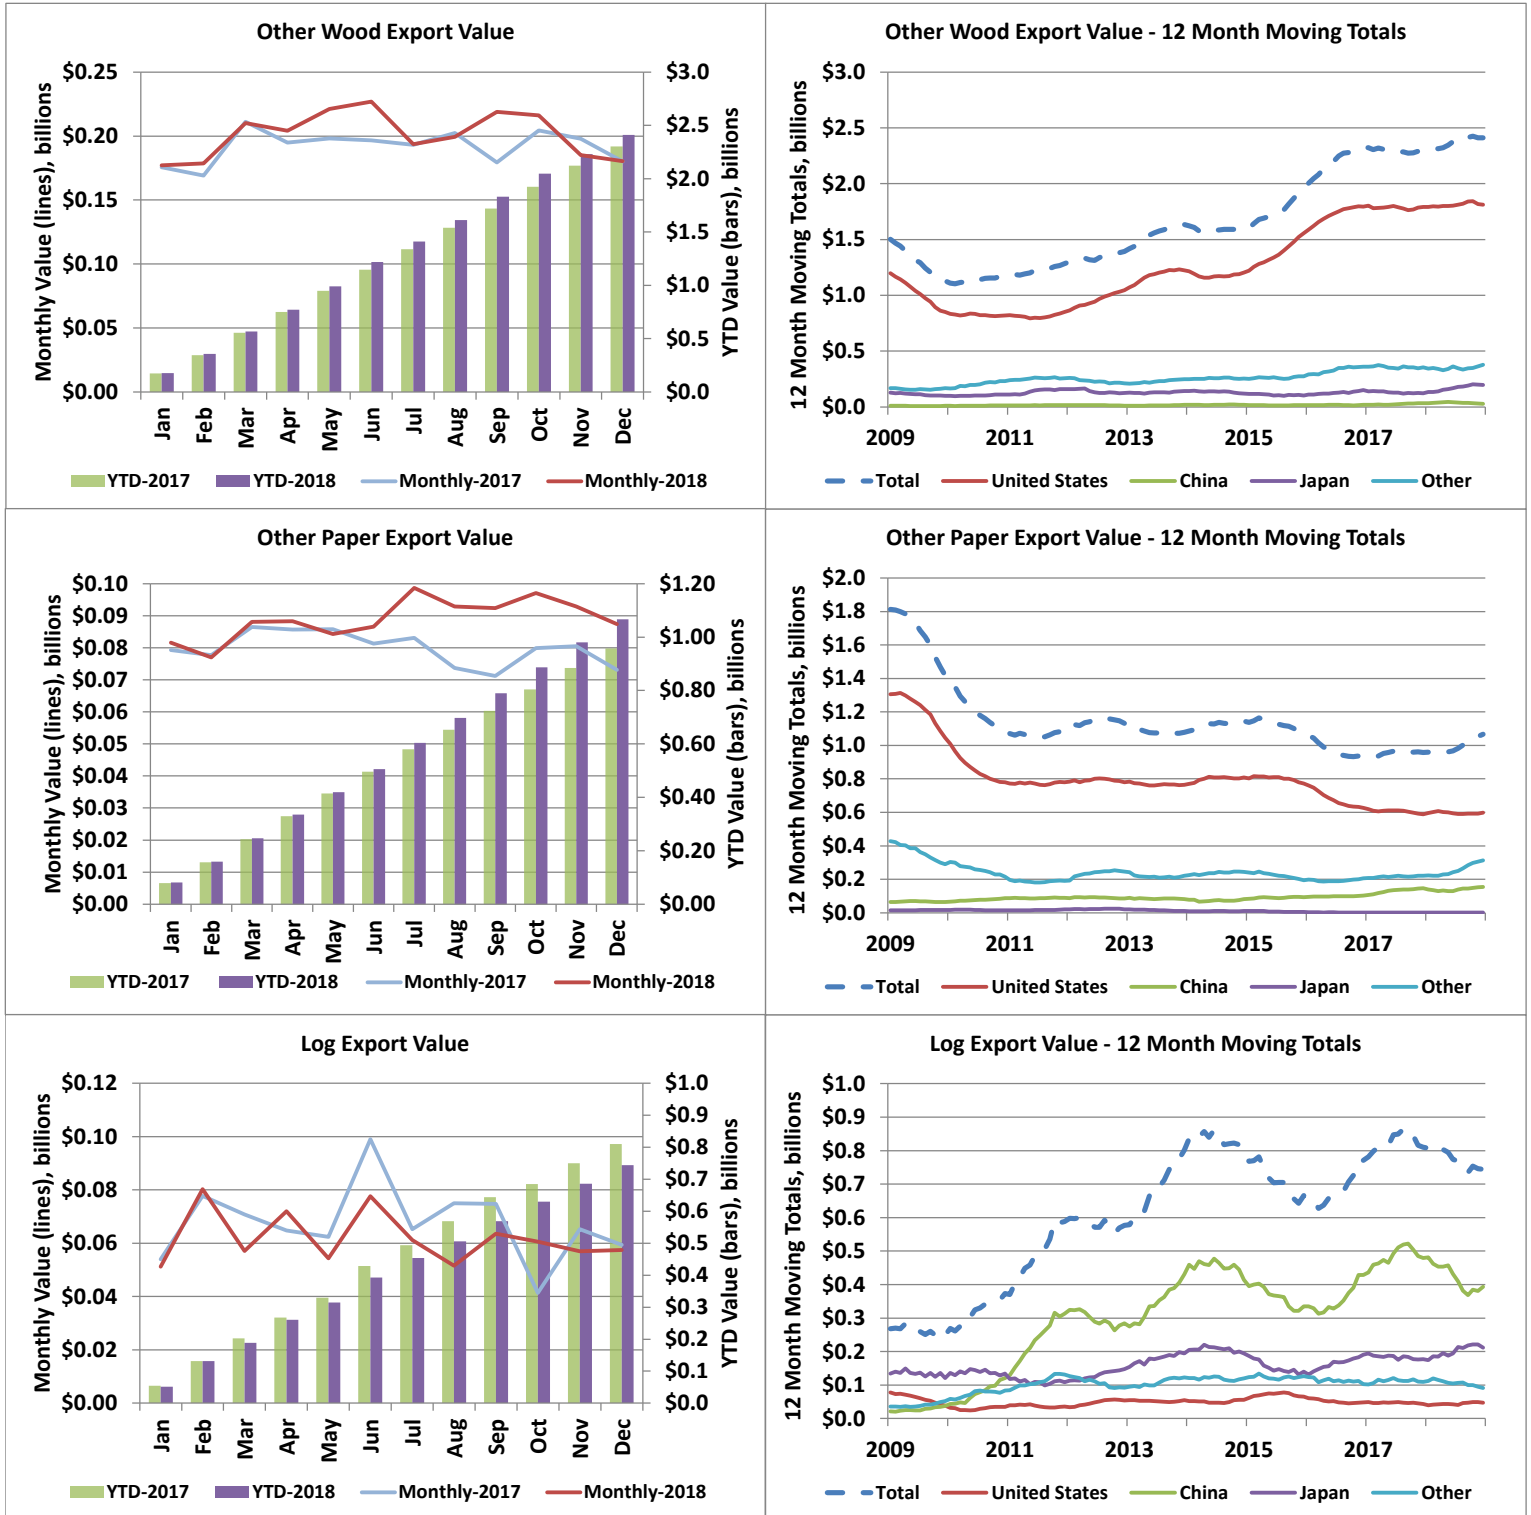 Other Wood Export Value
Monthly Value (lines), billions
$0.25
$0.20
$0.15
$0.10
$0.05
$0.00
$3.0
$2.5
$2.0
$1.5
$1.0
$0.5
$0.0
YTD Value (bars), billions
Jan Feb Mar Apr May Jun Jul Aug Sep Oct Nov Dec
YTD-2017 YTD-2018 Monthly-2017 Monthly-2018
Other Wood Export Value - 12 Month Moving Totals
12 Month Moving Totals, billions
$3.0
$2.5
$2.0
$1.5
$1.0
$0.5
$0.0
2009 2011 2013 2015 2017
Total United States China Japan Other
Other Paper Export Value
Monthly Value (lines), billions
$0.10
$0.09
$0.08
$0.07
$0.06
$0.05
$0.04
$0.03
$0.02
$0.01
$0.00
$1.20
$1.00
$0.80
$0.60
$0.40
$0.20
$0.00
YTD Value (bars), billions
Jan Feb Mar Apr May Jun Jul Aug Sep Oct Nov Dec
YTD-2017 YTD-2018 Monthly-2017 Monthly-2018
Other Paper Export Value - 12 Month Moving Totals
12 Month Moving Totals, billions
$2.0
$1.8
$1.6
$1.4
$1.2
$1.0
$0.8
$0.6
$0.4
$0.2
$0.0
2009 2011 2013 2015 2017
Total United States China Japan Other
Log Export Value
Monthly Value (lines), billions
$0.12
$0.10
$0.08
$0.06
$0.04
$0.02
$0.00
$1.0
$0.9
$0.8
$0.7
$0.6
$0.5
$0.4
$0.3
$0.2
$0.1
$0.0
YTD Value (bars), billions
Jan Feb Mar Apr May Jun Jul Aug Sep Oct Nov Dec
YTD-2017 YTD-2018 Monthly-2017 Monthly-2018
Log Export Value - 12 Month Moving Totals
12 Month Moving Totals, billions
$1.0
$0.9
$0.8
$0.7
$0.6
$0.5
$0.4
$0.3
$0.2
$0.1
$0.0
2009 2011 2013 2015 2017
Total United States China Japan Other